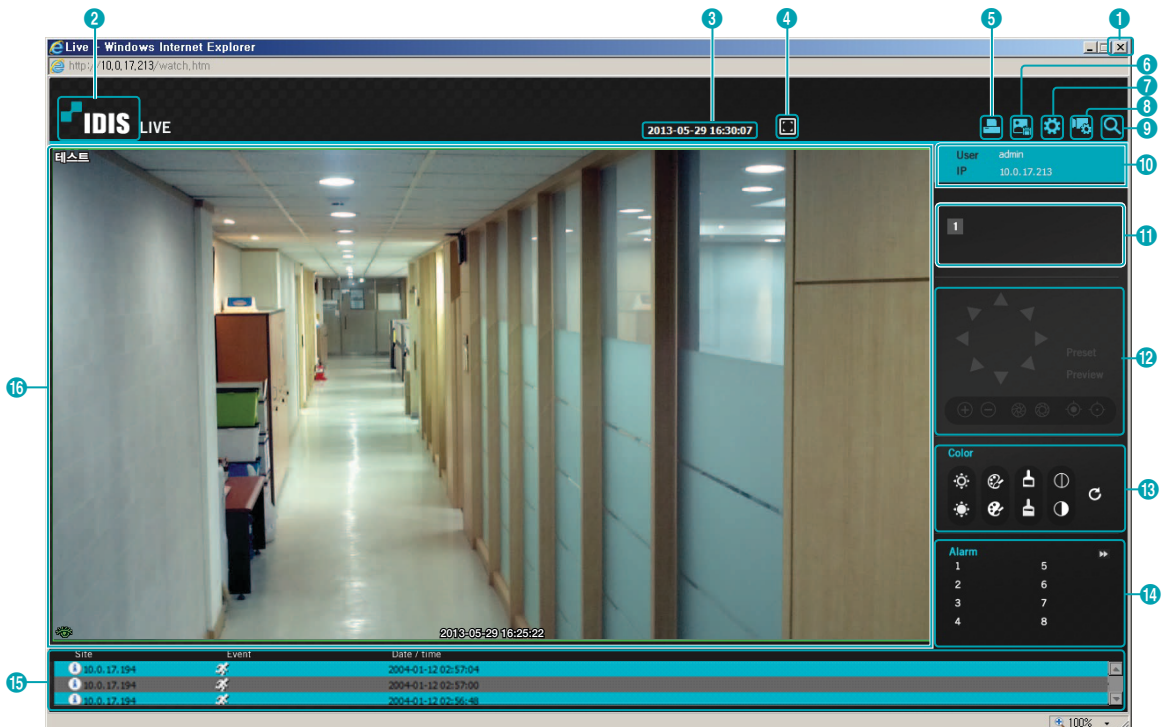 2
3
4
5
1
Live - Windows Internet Explorer
http://10,0,17,213/watch,htm
6
7
8
9
IDIS LIVE
2013-05-29 16:30:07
테스트
User admin
IP 10.0.17.213
10
1
11
Preset
Preview
12
16
Color
13
Alarm
1 5
2 6
3 7
4 8
14
2013-05-29 16:25:22
Site Event Date / time
10.0.17.194 2004-01-12 02:57:04
10.0.17.194 2004-01-12 02:57:00
10.0.17.194 2004-01-12 02:56:48
15
100%